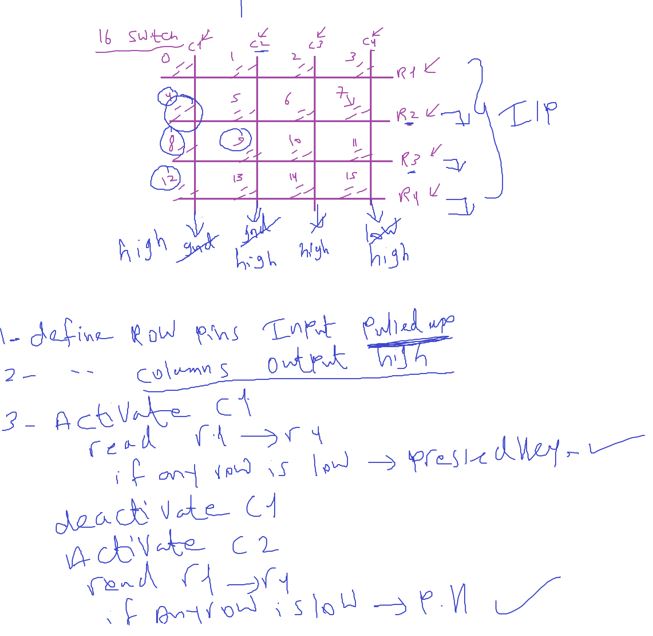 16 Switch
C1 C2 C3 C4
0 1 2 3 R1
4 5 6 7 R2 I/P
8 9 10 11 R3
12 13 14 15 R4
high gnd gnd low
high high high
1- define ROW pins Input Pulled up
2- " columns output high
3- Activate C1
read r1 → r4
if any row is low → pressed key.
deactivate C1
Activate C2
read r1 → r4
if any row is low → P.K